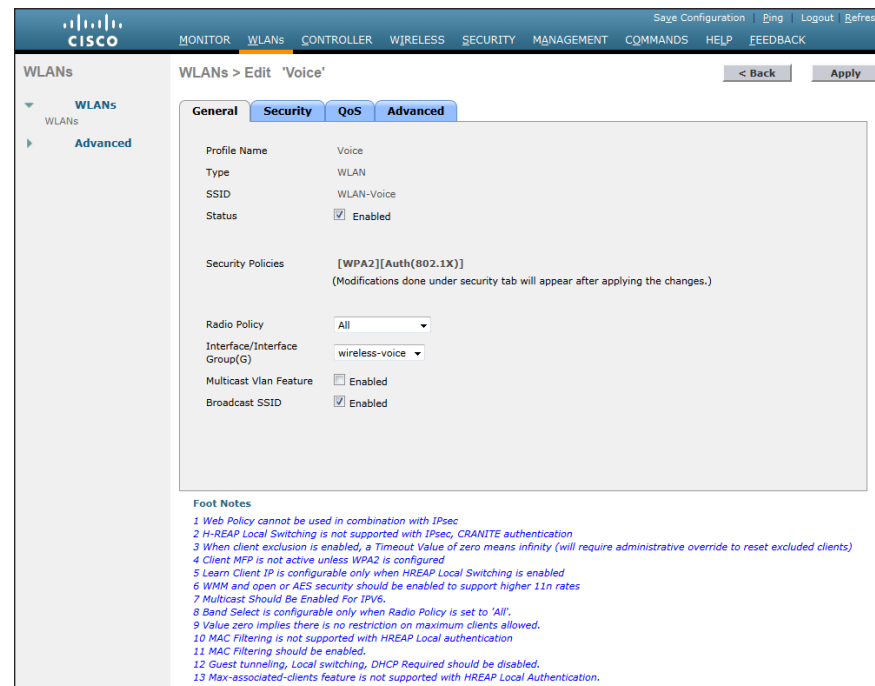 Save Configuration | Ping | Logout | Refres
CISCO
MONITOR WLANs CONTROLLER WIRELESS SECURITY MANAGEMENT COMMANDS HELP FEEDBACK
WLANs
WLANs > Edit 'Voice'
< Back
Apply
WLANs
WLANs
Advanced
General Security QoS Advanced
Profile Name Voice
Type WLAN
SSID WLAN-Voice
Status Enabled
Security Policies [WPA2][Auth(802.1X)]
(Modifications done under security tab will appear after applying the changes.)
Radio Policy All
Interface/Interface
Group(G) wireless-voice
Multicast Vlan Feature Enabled
Broadcast SSID Enabled
Foot Notes
1 Web Policy cannot be used in combination with IPsec
2 H-REAP Local Switching is not supported with IPsec, CRANITE authentication
3 When client exclusion is enabled, a Timeout Value of zero means infinity (will require administrative override to reset excluded clients)
4 Client MFP is not active unless WPA2 is configured
5 Learn Client IP is configurable only when HREAP Local Switching is enabled
6 WMM and open or AES security should be enabled to support higher 11n rates
7 Multicast Should Be Enabled For IPV6.
8 Band Select is configurable only when Radio Policy is set to 'All'.
9 Value zero implies there is no restriction on maximum clients allowed.
10 MAC Filtering is not supported with HREAP Local authentication
11 MAC Filtering should be enabled.
12 Guest tunneling, Local switching, DHCP Required should be disabled.
13 Max-associated-clients feature is not supported with HREAP Local Authentication.